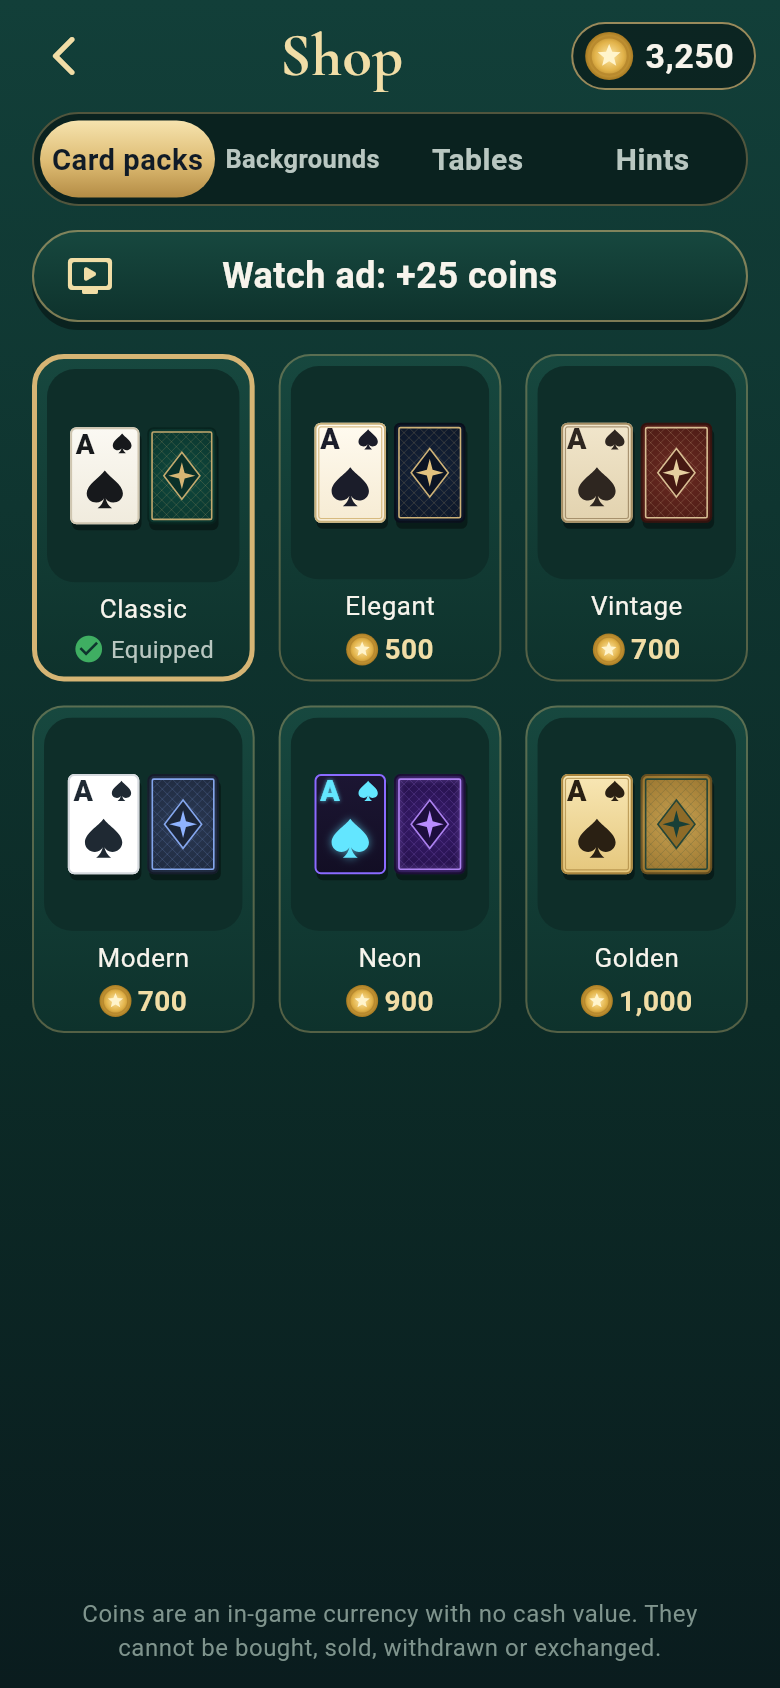 Shop
3,250
Card packs
Backgrounds
Tables
Hints
Watch ad: +25 coins
A
A
A
Classic
Elegant
Vintage
Equipped
500
700
A
A
A
Modern
Neon
Golden
700
900
1,000
Coins are an in-game currency with no cash value. They
cannot be bought, sold, withdrawn or exchanged.